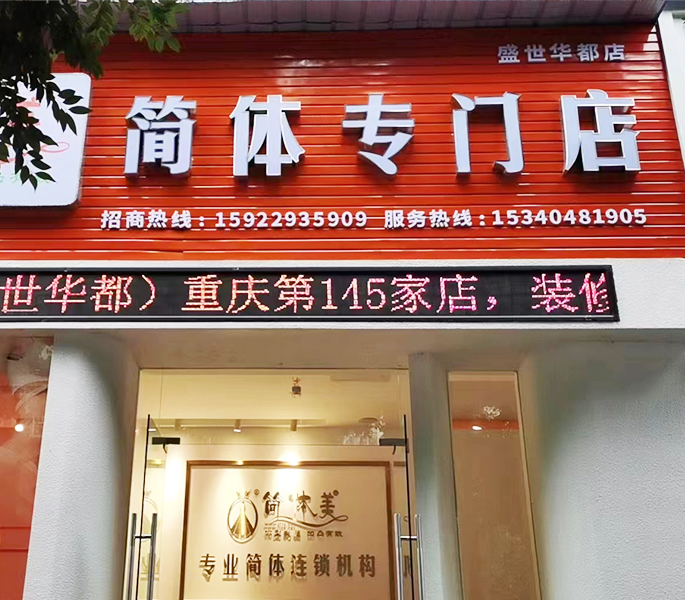 盛世华都店
简体专门店
招商热线：15922935909 服务热线：15340481905
世华都）重庆第145家店，装修
简体美
专业简体连锁机构